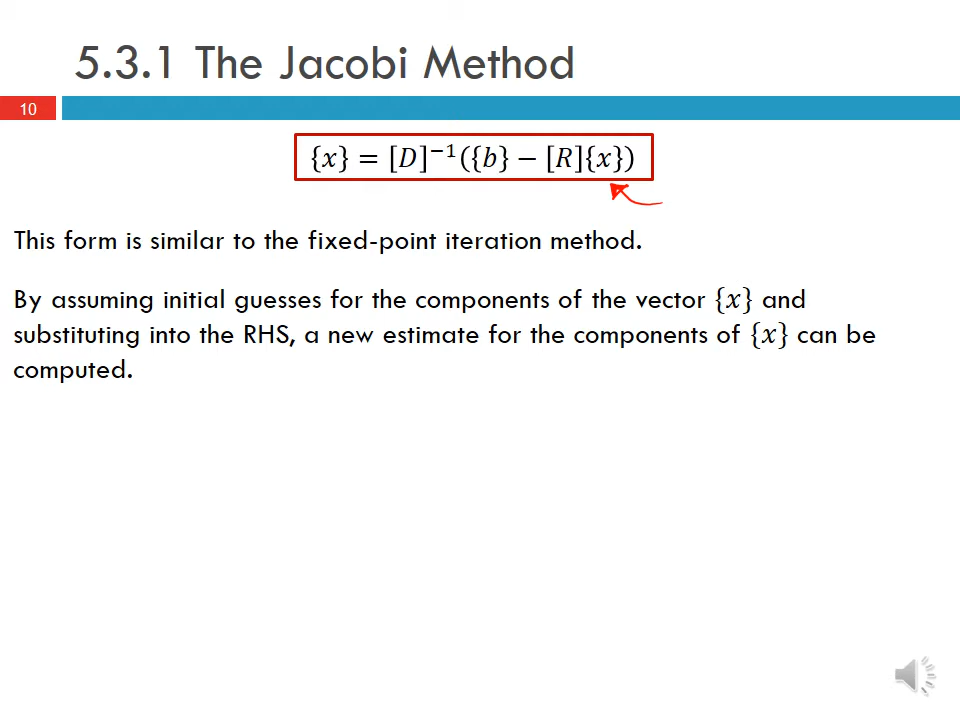 5.3.1 The Jacobi Method
10
{x} = [D]⁻¹({b} − [R]{x})
This form is similar to the fixed-point iteration method.
By assuming initial guesses for the components of the vector {x} and
substituting into the RHS, a new estimate for the components of {x} can be
computed.